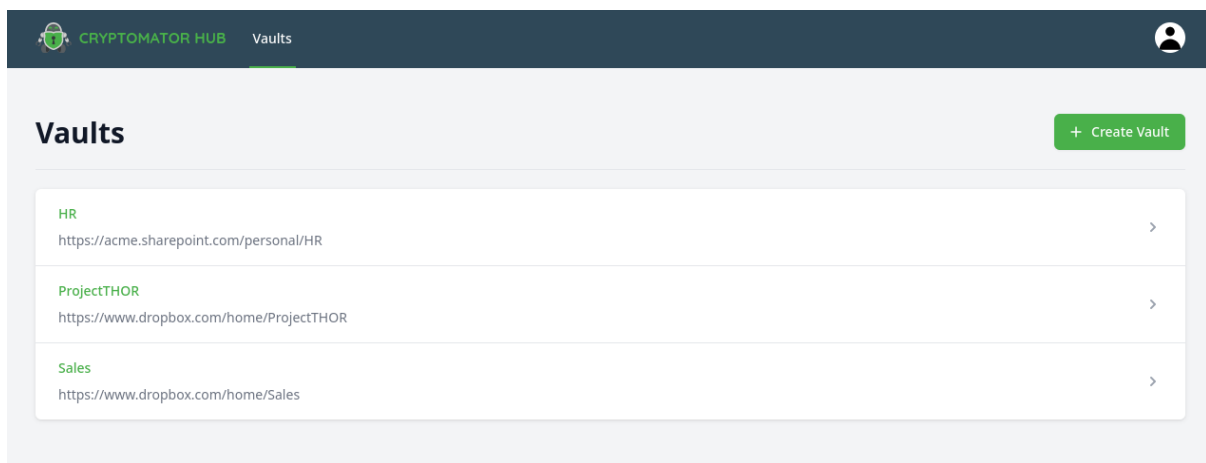 CRYPTOMATOR HUB Vaults
Vaults
+ Create Vault
HR
https://acme.sharepoint.com/personal/HR
ProjectTHOR
https://www.dropbox.com/home/ProjectTHOR
Sales
https://www.dropbox.com/home/Sales